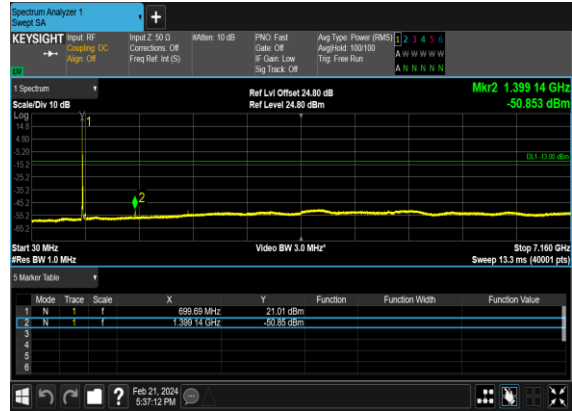 Spectrum Analyzer 1
Swept SA
+
KEYSIGHT Input: RF Input Z: 50 Ω #Atten: 10 dB PNO: Fast Avg Type: Power (RMS) 1 2 3 4 5 6
Coupling: DC Corrections: Off Gate: Off Avg|Hold: 100/100 A W W W W W
Align: Off Freq Ref: Int (S) IF Gain: Low Trig: Free Run
Sig Track: Off A N N N N N
1 Spectrum Ref Lvl Offset 24.80 dB Mkr2 1.399 14 GHz
Scale/Div 10 dB Ref Level 24.80 dBm -50.853 dBm
Log
14.8
1
4.80
-5.20
DL1 -13.00 dBm
-15.2
-25.2
-35.2
-45.2
2
-55.2
-65.2
Start 30 MHz Video BW 3.0 MHz* Stop 7.160 GHz
#Res BW 1.0 MHz Sweep 13.3 ms (40001 pts)
5 Marker Table
Mode Trace Scale X Y Function Function Width Function Value
1 N 1 f 699.69 MHz 21.01 dBm
2 N 1 f 1.399 14 GHz -50.85 dBm
3
4
5
6
? Feb 21, 2024
5:37:12 PM